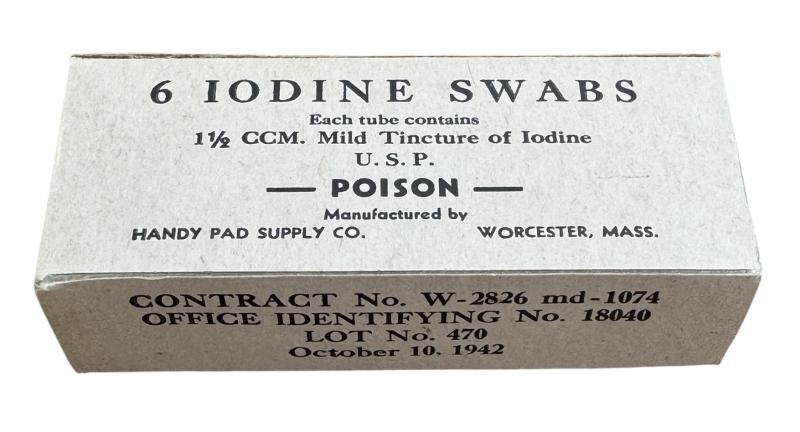 6 IODINE SWABS
Each tube contains
1½ CCM. Mild Tincture of Iodine
U. S. P.
— POISON —
Manufactured by
HANDY PAD SUPPLY CO. WORCESTER, MASS.
CONTRACT No. W-2826 md-1074
OFFICE IDENTIFYING No. 18040
LOT No. 470
October 10, 1942